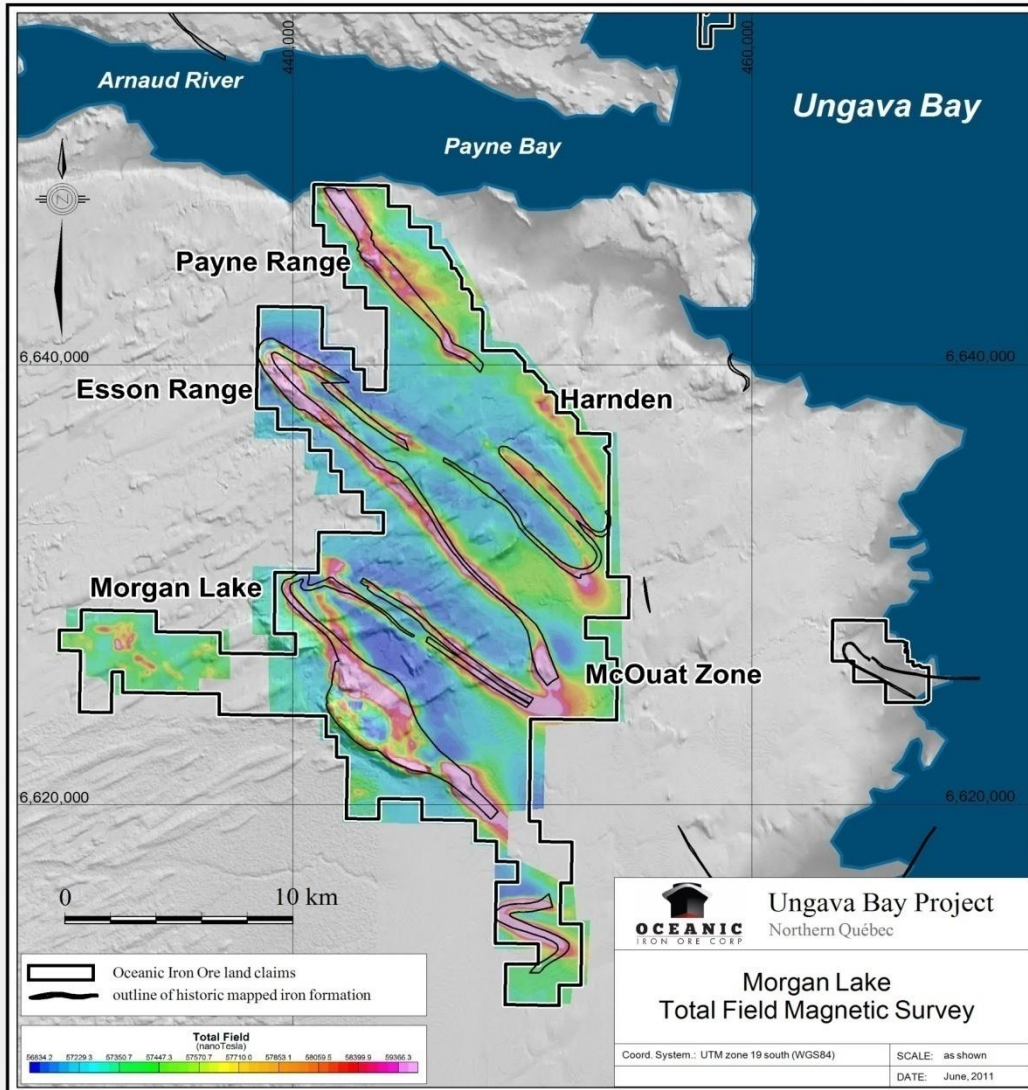 440,000
460,000
Arnaud River
Ungava Bay
Payne Bay
N
Payne Range
6,640,000
6,640,000
Esson Range
Harnden
Morgan Lake
McOuat Zone
6,620,000
6,620,000
0 10 km
OCEANIC
IRON ORE CORP
Ungava Bay Project
Northern Québec
Oceanic Iron Ore land claims
outline of historic mapped iron formation
Morgan Lake
Total Field Magnetic Survey
Total Field
(nanoTesla)
56834.2 57229.3 57350.7 57447.3 57570.7 57710.0 57853.1 58059.5 58399.9 59366.3
Coord. System.: UTM zone 19 south (WGS84)
SCALE: as shown
DATE: June, 2011